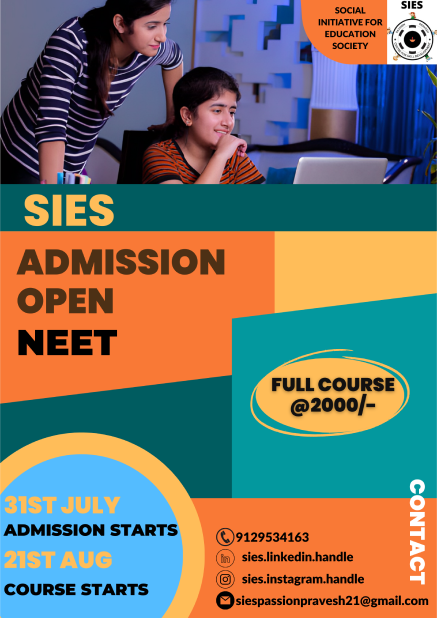 SOCIAL
INITIATIVE FOR
EDUCATION
SOCIETY
SIES
SIES
ADMISSION
OPEN
NEET
FULL COURSE
@2000/-
31ST JULY
ADMISSION STARTS
21ST AUG
COURSE STARTS
CONTACT
9129534163
sies.linkedin.handle
sies.instagram.handle
siespassionpravesh21@gmail.com